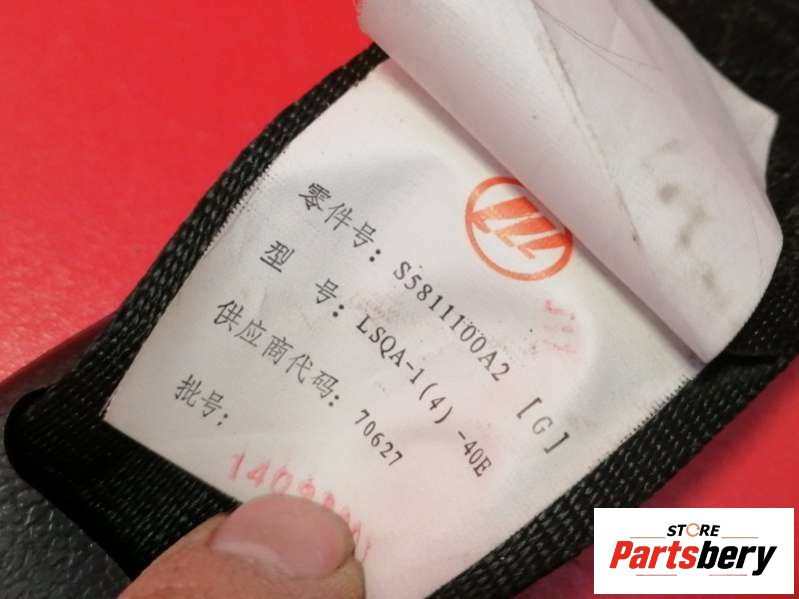 零件号: S5811100A2 [G]
型 号: LSQA-1(4)-40E
供应商代码: 70627
批号:
STORE
Partsbery